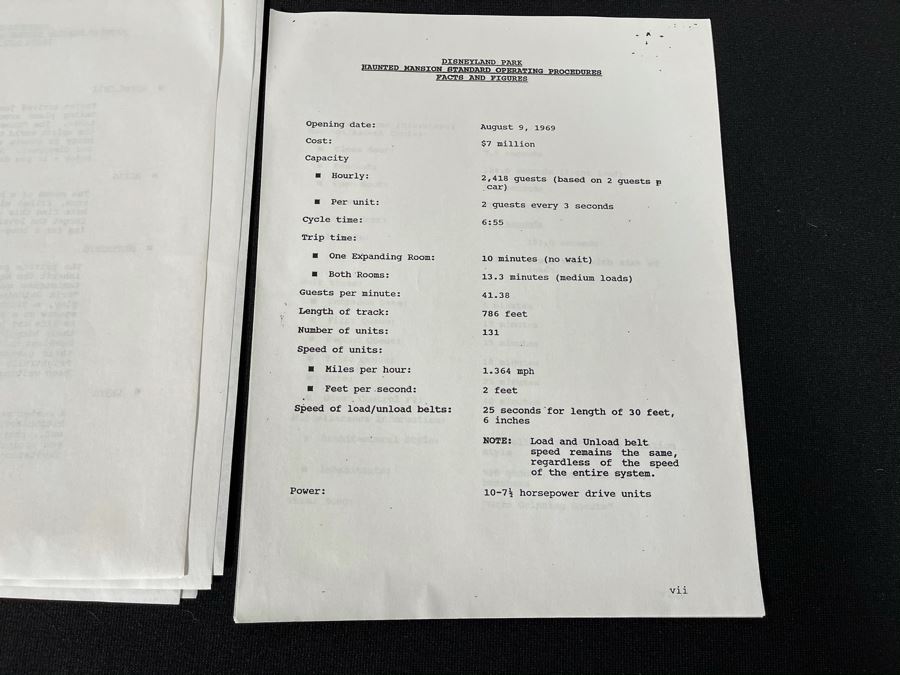 DISNEYLAND PARK
HAUNTED MANSION STANDARD OPERATING PROCEDURES
FACTS AND FIGURES
Opening date: August 9, 1969
Cost: $7 million
Capacity
■ Hourly: 2,418 guests (based on 2 guests p
car)
■ Per unit: 2 guests every 3 seconds
Cycle time: 6:55
Trip time:
■ One Expanding Room: 10 minutes (no wait)
■ Both Rooms: 13.3 minutes (medium loads)
Guests per minute: 41.38
Length of track: 786 feet
Number of units: 131
Speed of units:
■ Miles per hour: 1.364 mph
■ Feet per second: 2 feet
Speed of load/unload belts: 25 seconds for length of 30 feet,
6 inches
NOTE: Load and Unload belt
speed remains the same,
regardless of the speed
of the entire system.
Power: 10-7½ horsepower drive units
vii